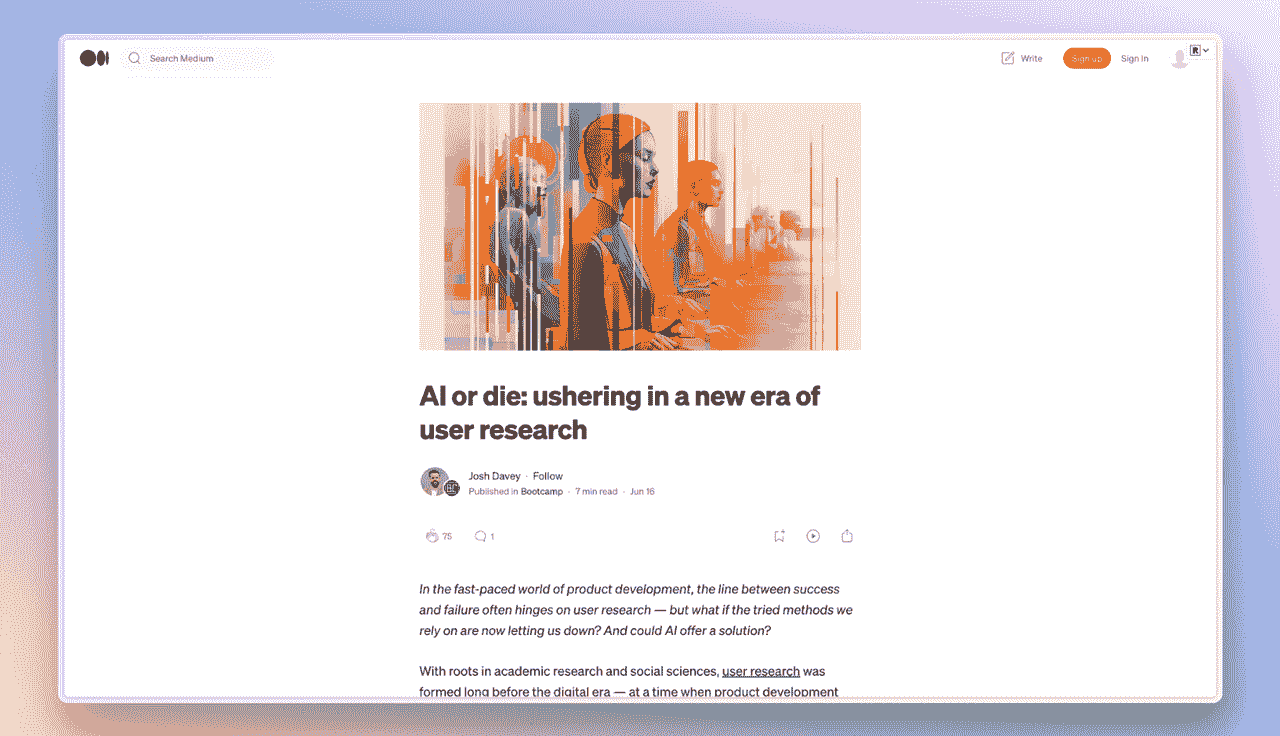 Search Medium
Write
Sign up
Sign In
R
AI or die: ushering in a new era of
user research
Josh Davey · Follow
Published in Bootcamp · 7 min read · Jun 16
75
1
In the fast-paced world of product development, the line between success
and failure often hinges on user research — but what if the tried methods we
rely on are now letting us down? And could AI offer a solution?
With roots in academic research and social sciences, user research was
formed long before the digital era — at a time when product development